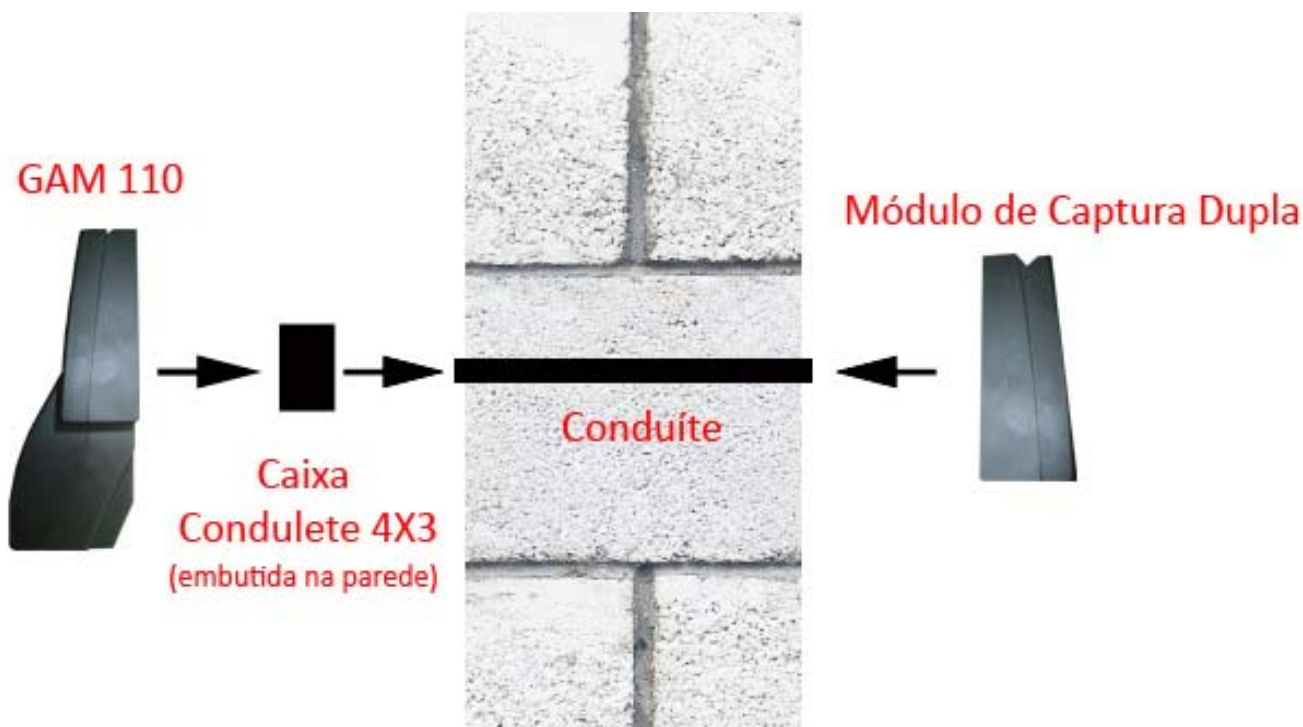 GAM 110
Módulo de Captura Dupla
Conduíte
Caixa
Condulete 4X3
(embutida na parede)